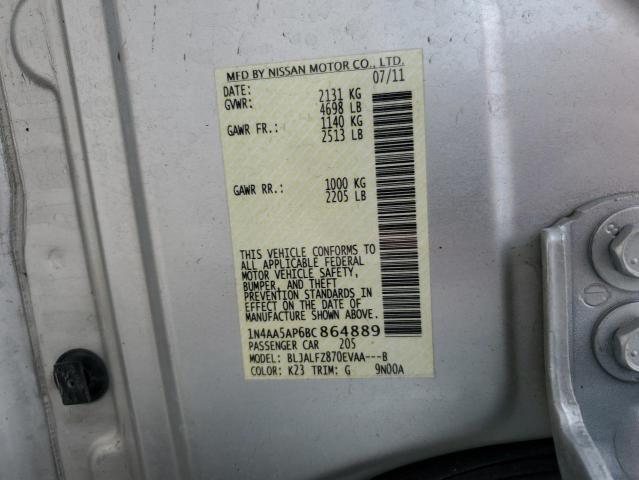 MFD BY NISSAN MOTOR CO., LTD.
DATE: 07/11
GVWR: 2131 KG
4698 LB
GAWR FR.: 1140 KG
2513 LB
GAWR RR.: 1000 KG
2205 LB
THIS VEHICLE CONFORMS TO
ALL APPLICABLE FEDERAL
MOTOR VEHICLE SAFETY,
BUMPER, AND THEFT
PREVENTION STANDARDS IN
EFFECT ON THE DATE OF
MANUFACTURE SHOWN ABOVE.
1N4AA5AP6BC864889
PASSENGER CAR 205
MODEL: BLJALFZ870EVAA---B
COLOR: K23 TRIM: G 9N00A
8